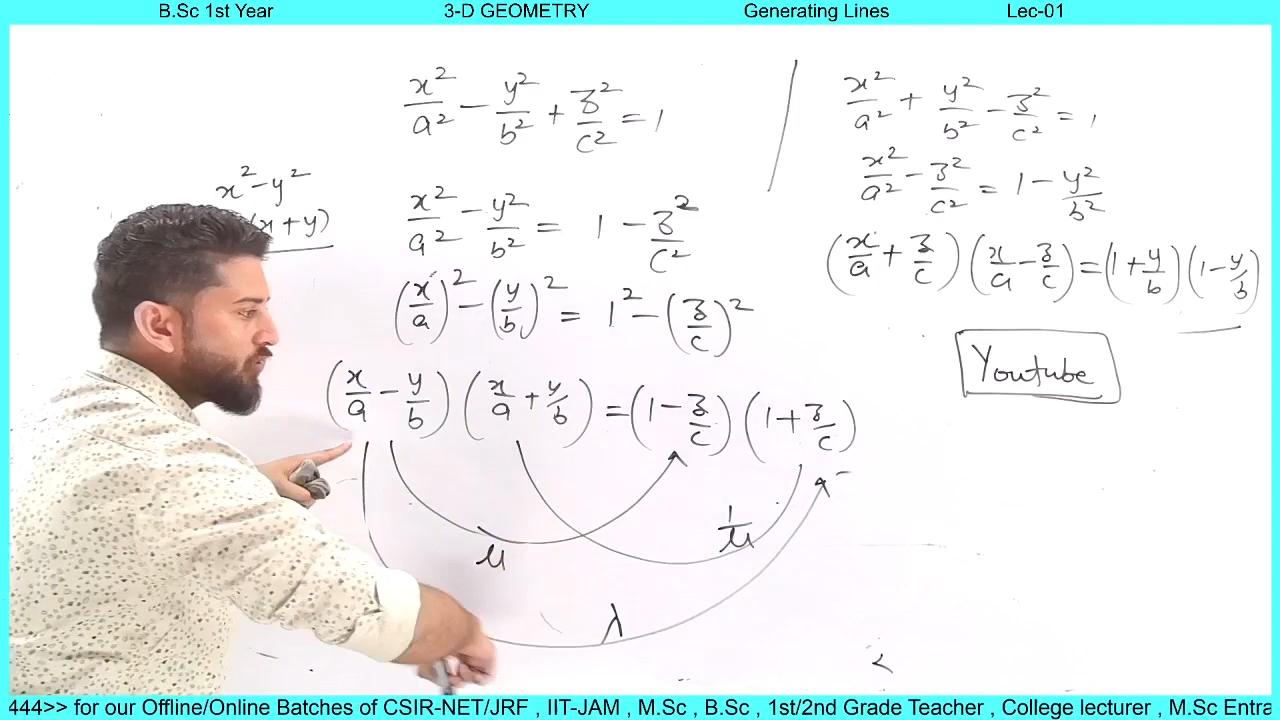 B.Sc 1st Year 3-D GEOMETRY Generating Lines Lec-01
x² - y²
(x + y)
x²/a² - y²/b² + z²/c² = 1
x²/a² - y²/b² = 1 - z²/c²
(x/a)² - (y/b)² = 1² - (z/c)²
(x/a - y/b) (x/a + y/b) = (1 - z/c) (1 + z/c)
μ
1/μ
λ
x²/a² + y²/b² - z²/c² = 1
x²/a² - z²/c² = 1 - y²/b²
(x/a + z/c) (x/a - z/c) = (1 + y/b) (1 - y/b)
Youtube
444>> for our Offline/Online Batches of CSIR-NET/JRF , IIT-JAM , M.Sc , B.Sc , 1st/2nd Grade Teacher , College lecturer , M.Sc Entra